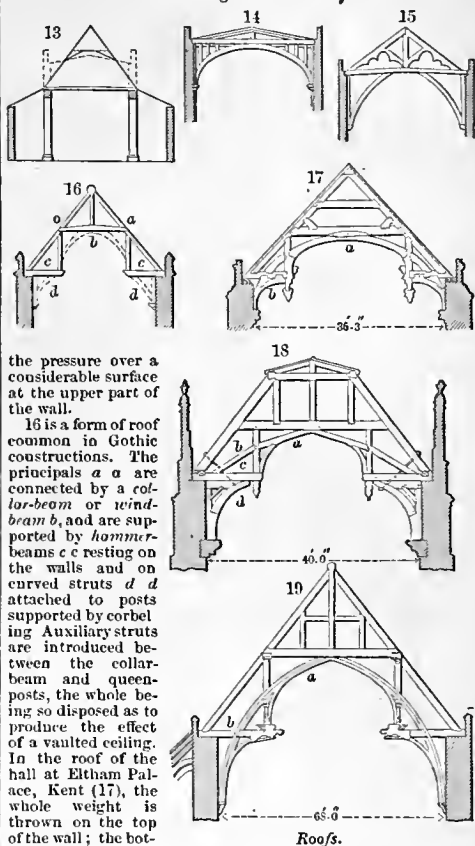 13
14
15
16
17
o
a
b
c
c
d
d
a
b
36'.3"
the pressure over a
considerable surface
at the upper part of
the wall.
16 is a form of roof
common in Gothic
constructions. The
principals a a are
connected by a col-
lar-beam or wind-
beam b, and are sup-
ported by hammer-
beams c c resting on
the walls and on
curved struts d d
attached to posts
supported by corbel
ing Auxiliary struts
are introduced be-
tween the collar-
beam and queen-
posts, the whole be-
ing so disposed as to
produce the effect
of a vaulted ceiling.
In the roof of the
hall at Eltham Pal-
ace, Kent (17), the
whole weight is
thrown on the top
of the wall; the bot-
18
b
a
c
d
40'.0"
19
a
b
68'.0"
Roofs.